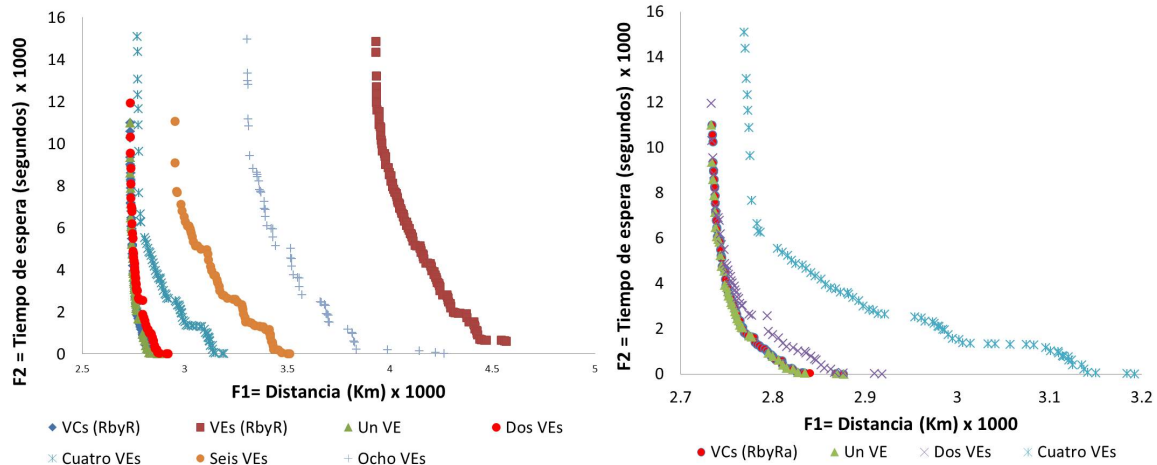 F2 = Tiempo de espera (segundos) x 1000
16
14
12
10
8
6
4
2
0
2.5
3
3.5
4
4.5
5
F1= Distancia (Km) x 1000
VCs (RbyR)
VEs (RbyR)
Un VE
Dos VEs
Cuatro VEs
Seis VEs
Ocho VEs
F2 = Tiempo de espera (segundos) x 1000
16
14
12
10
8
6
4
2
0
2.7
2.8
2.9
3
3.1
3.2
F1= Distancia (Km) x 1000
VCs (RbyRa)
Un VE
Dos VEs
Cuatro VEs